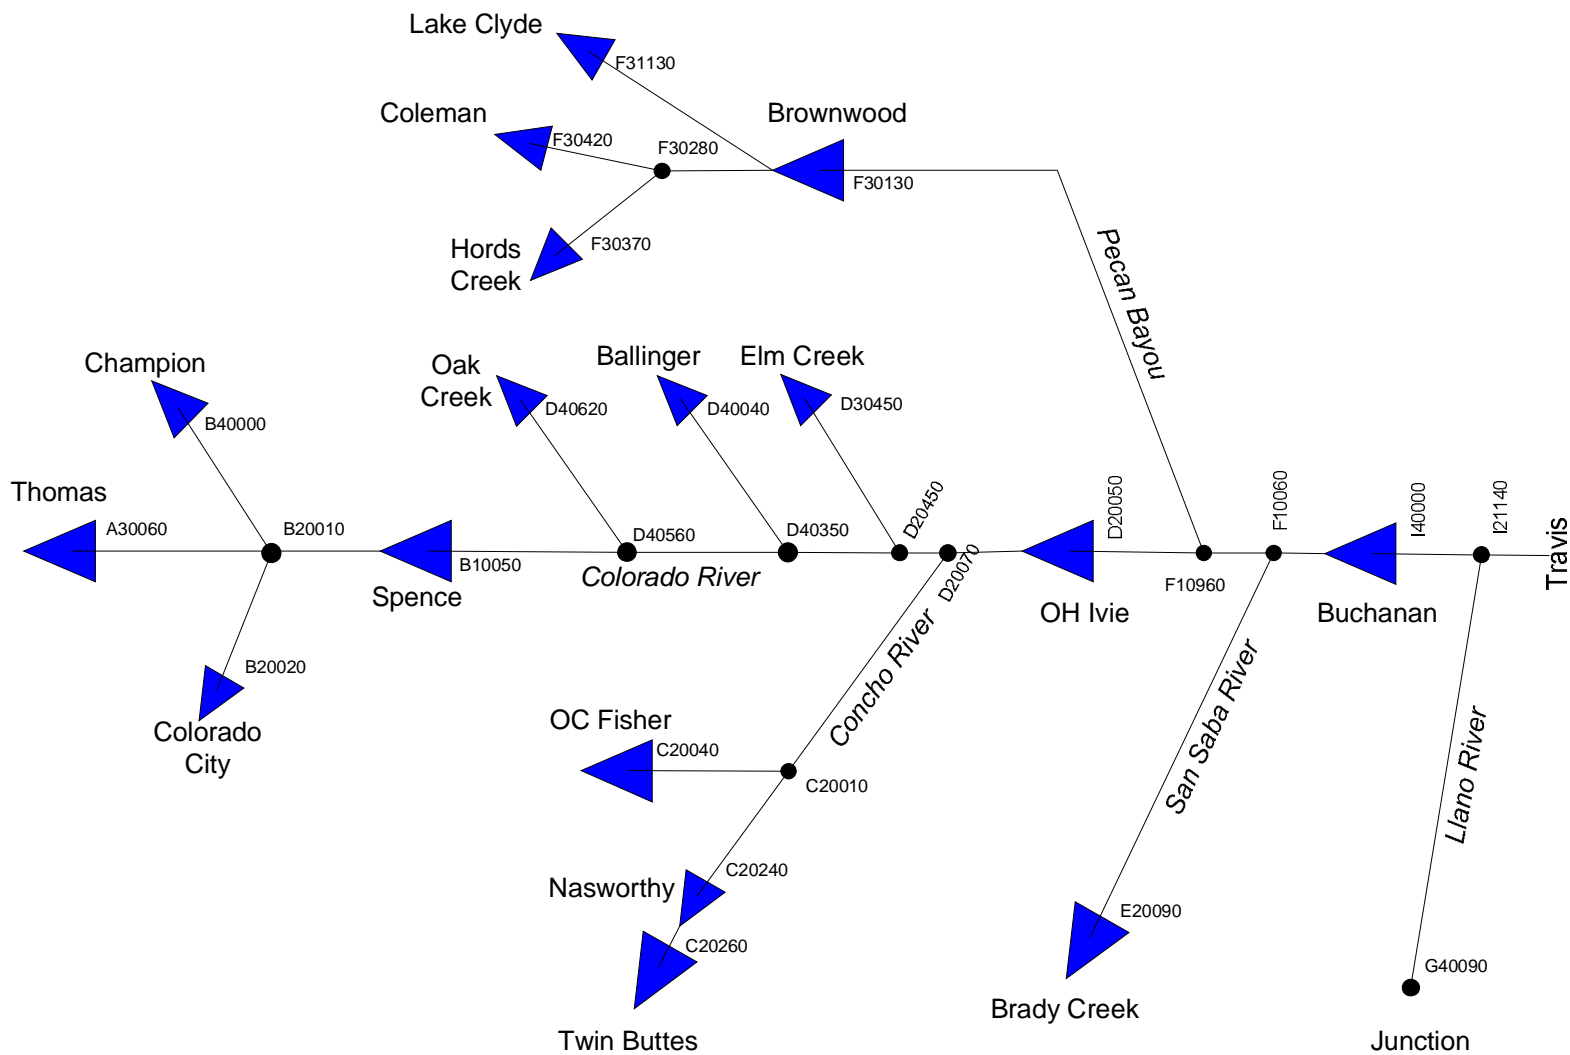 Lake Clyde
F31130
Coleman
F30420
F30280
Brownwood
F30130
Hords
Creek
F30370
Pecan Bayou
Champion
B40000
Oak
Creek
D40620
Ballinger
D40040
Elm Creek
D30450
Thomas
A30060
B20010
B10050
Spence
D40560
Colorado River
D40350
D20450
D20070
D20050
OH Ivie
F10960
F10060
I40000
Buchanan
I21140
Travis
B20020
Colorado
City
OC Fisher
C20040
C20010
Concho River
San Saba River
Llano River
Nasworthy
C20240
C20260
Twin Buttes
E20090
Brady Creek
G40090
Junction